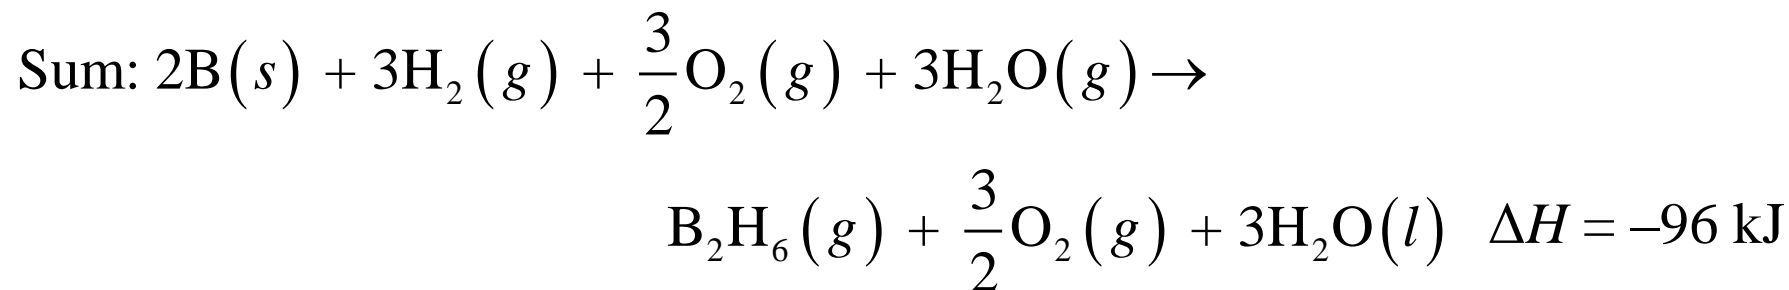 Sum: 2B(s) + 3H₂(g) + 3/2 O₂(g) + 3H₂O(g) →
B₂H₆(g) + 3/2 O₂(g) + 3H₂O(l) ΔH = –96 kJ